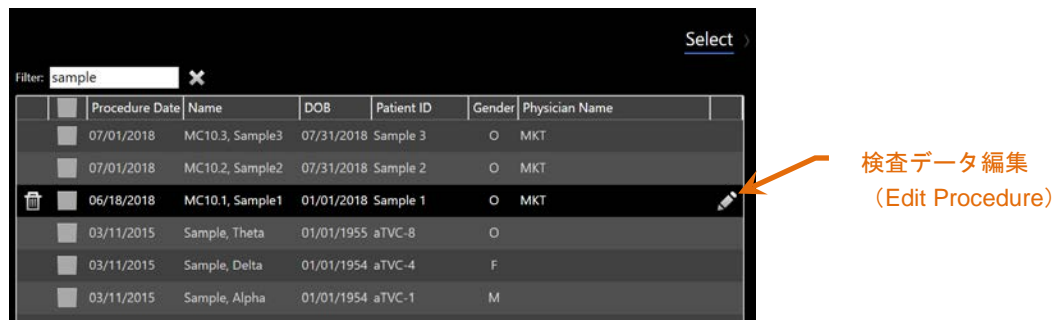 Select
Filter: sample
Procedure Date Name DOB Patient ID Gender Physician Name
07/01/2018 MC10.3, Sample3 07/31/2018 Sample 3 O MKT
07/01/2018 MC10.2, Sample2 07/31/2018 Sample 2 O MKT
06/18/2018 MC10.1, Sample1 01/01/2018 Sample 1 O MKT
03/11/2015 Sample, Theta 01/01/1955 aTVC-8 O
03/11/2015 Sample, Delta 01/01/1954 aTVC-4 F
03/11/2015 Sample, Alpha 01/01/1954 aTVC-1 M
検査データ編集
（Edit Procedure）